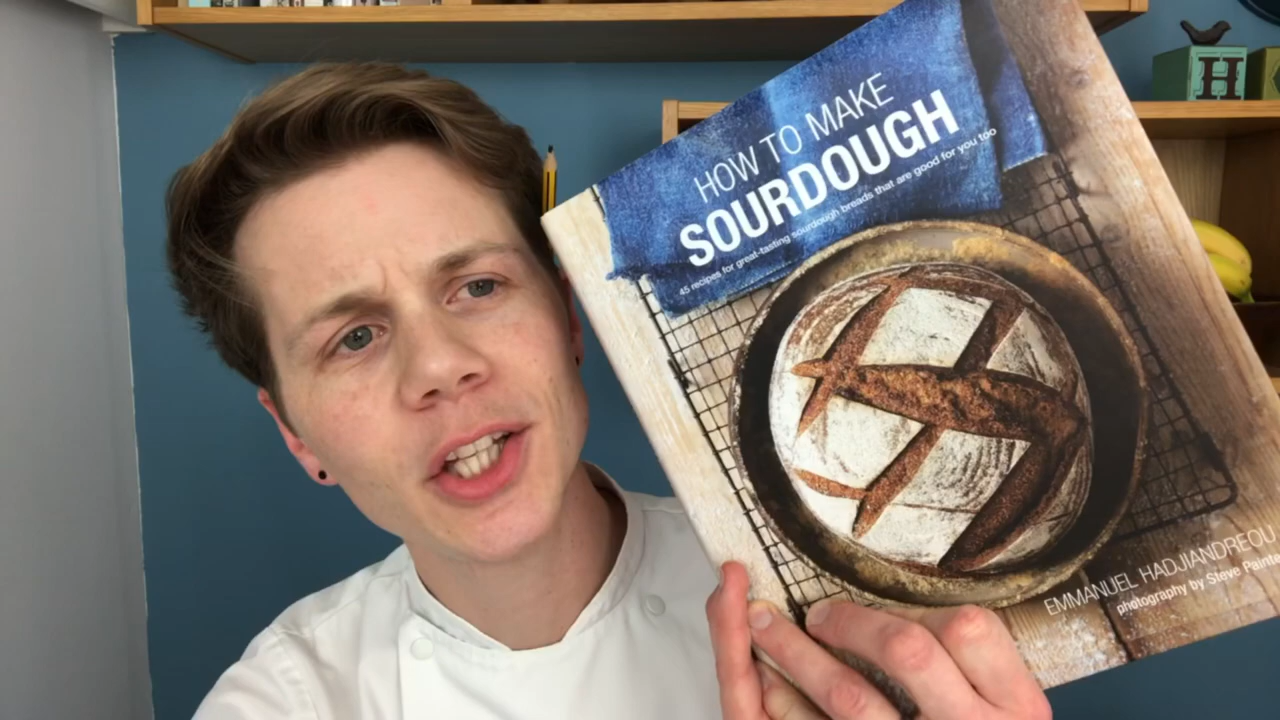 HOW TO MAKE
SOURDOUGH
45 recipes for great-tasting sourdough breads that are good for you too
EMMANUEL HADJIANDREOU
photography by Steve Painte
H